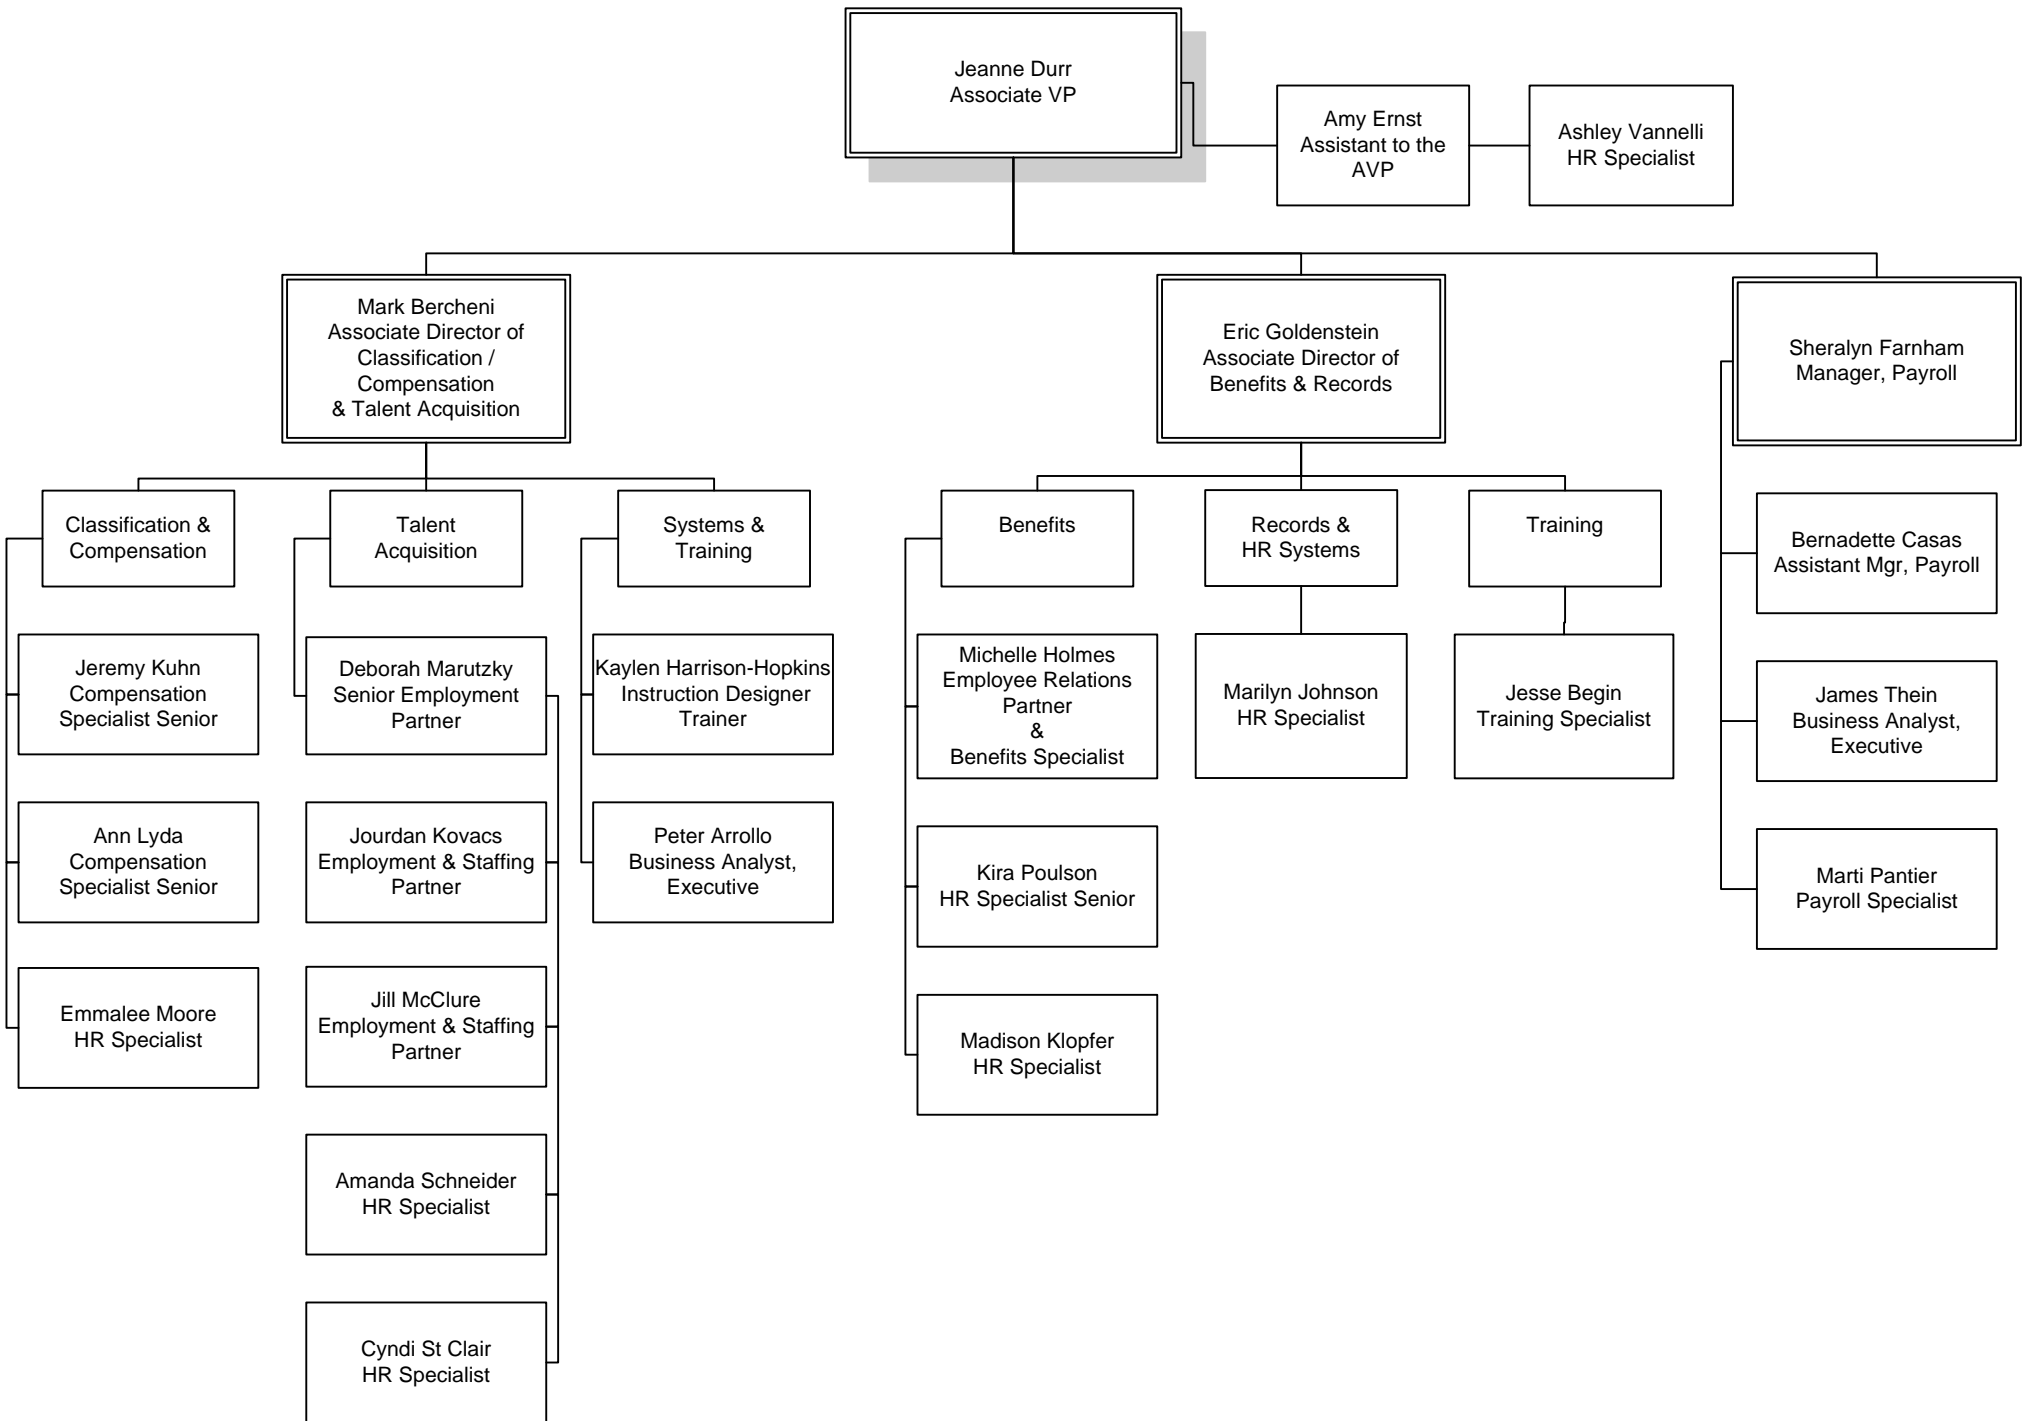 Jeanne Durr
Associate VP
Amy Ernst
Assistant to the
AVP
Ashley Vannelli
HR Specialist
Mark Bercheni
Associate Director of
Classification /
Compensation
& Talent Acquisition
Eric Goldenstein
Associate Director of
Benefits & Records
Sheralyn Farnham
Manager, Payroll
Classification &
Compensation
Talent
Acquisition
Systems &
Training
Benefits
Records &
HR Systems
Training
Bernadette Casas
Assistant Mgr, Payroll
Jeremy Kuhn
Compensation
Specialist Senior
Deborah Marutzky
Senior Employment
Partner
Kaylen Harrison-Hopkins
Instruction Designer
Trainer
Michelle Holmes
Employee Relations
Partner
&
Benefits Specialist
Marilyn Johnson
HR Specialist
Jesse Begin
Training Specialist
James Thein
Business Analyst,
Executive
Ann Lyda
Compensation
Specialist Senior
Jourdan Kovacs
Employment & Staffing
Partner
Peter Arrollo
Business Analyst,
Executive
Kira Poulson
HR Specialist Senior
Marti Pantier
Payroll Specialist
Emmalee Moore
HR Specialist
Jill McClure
Employment & Staffing
Partner
Madison Klopfer
HR Specialist
Amanda Schneider
HR Specialist
Cyndi St Clair
HR Specialist